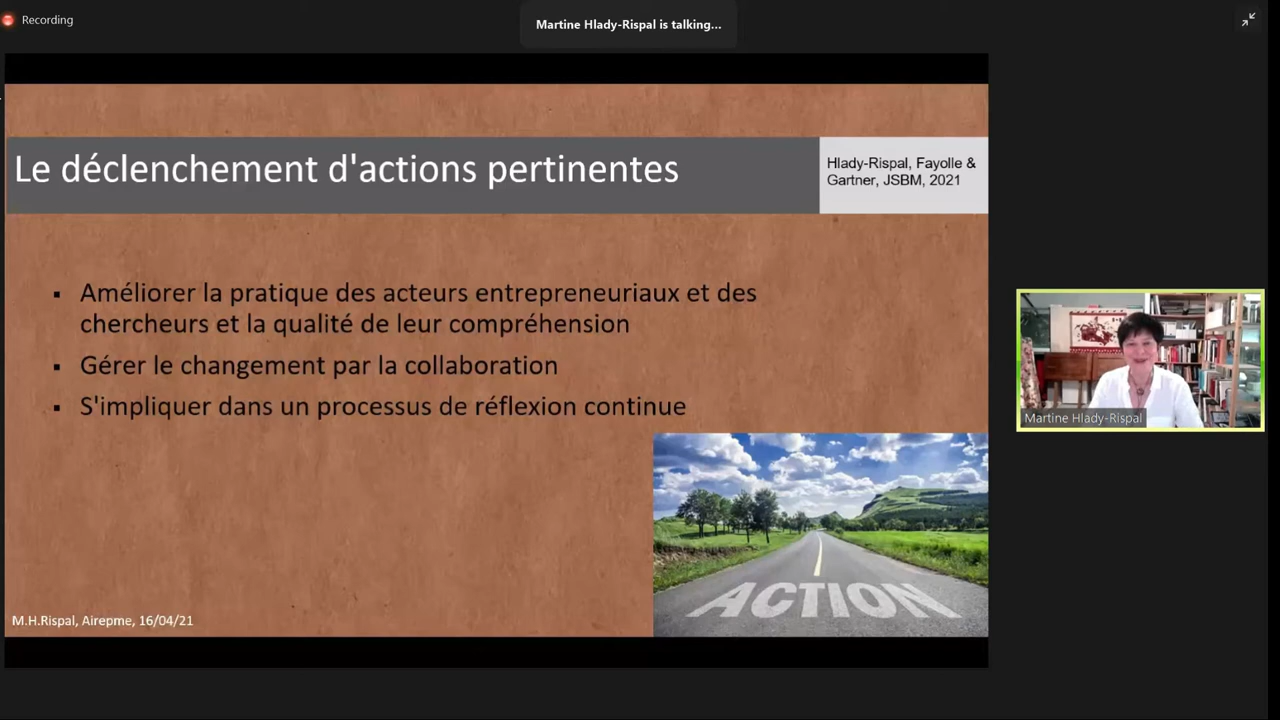 Recording
Martine Hlady-Rispal is talking...
Le déclenchement d'actions pertinentes
Hlady-Rispal, Fayolle &
Gartner, JSBM, 2021
▪ Améliorer la pratique des acteurs entrepreneuriaux et des
chercheurs et la qualité de leur compréhension
▪ Gérer le changement par la collaboration
▪ S'impliquer dans un processus de réflexion continue
ACTION
M.H.Rispal, Airepme, 16/04/21
Martine Hlady-Rispal